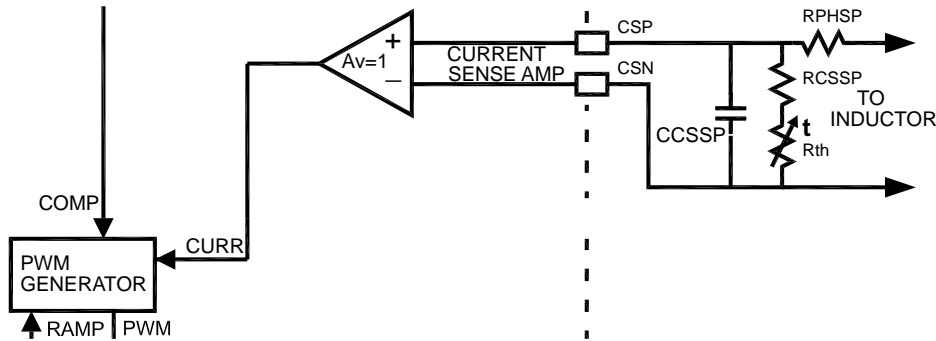 CSP
RPHSP
+
Av=1
CURRENT
SENSE AMP
−
CSN
RCSSP
TO
INDUCTOR
CCSSP
t
Rth
COMP
CURR
PWM
GENERATOR
RAMP
PWM